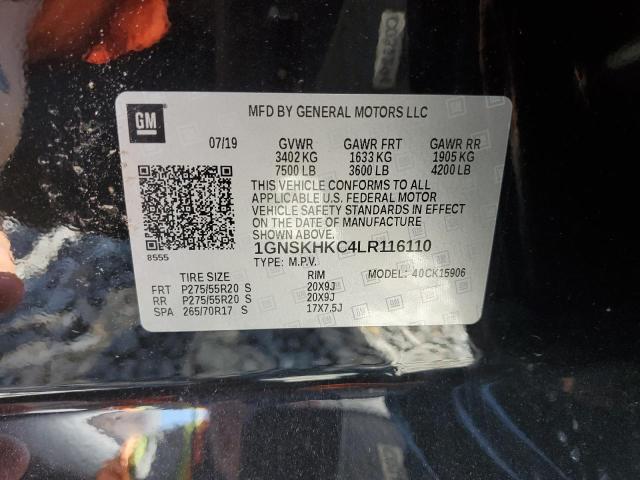 GM
MFD BY GENERAL MOTORS LLC
07/19 GVWR GAWR FRT GAWR RR
3402 KG 1633 KG 1905 KG
7500 LB 3600 LB 4200 LB
THIS VEHICLE CONFORMS TO ALL
APPLICABLE U.S. FEDERAL MOTOR
VEHICLE SAFETY STANDARDS IN EFFECT
ON THE DATE OF MANUFACTURE
SHOWN ABOVE.
8555
1GNSKHKC4LR116110
TYPE: M.P.V. MODEL: 40CK15906
TIRE SIZE RIM
FRT P275/55R20 S 20X9J
RR P275/55R20 S 20X9J
SPA 265/70R17 S 17X7.5J